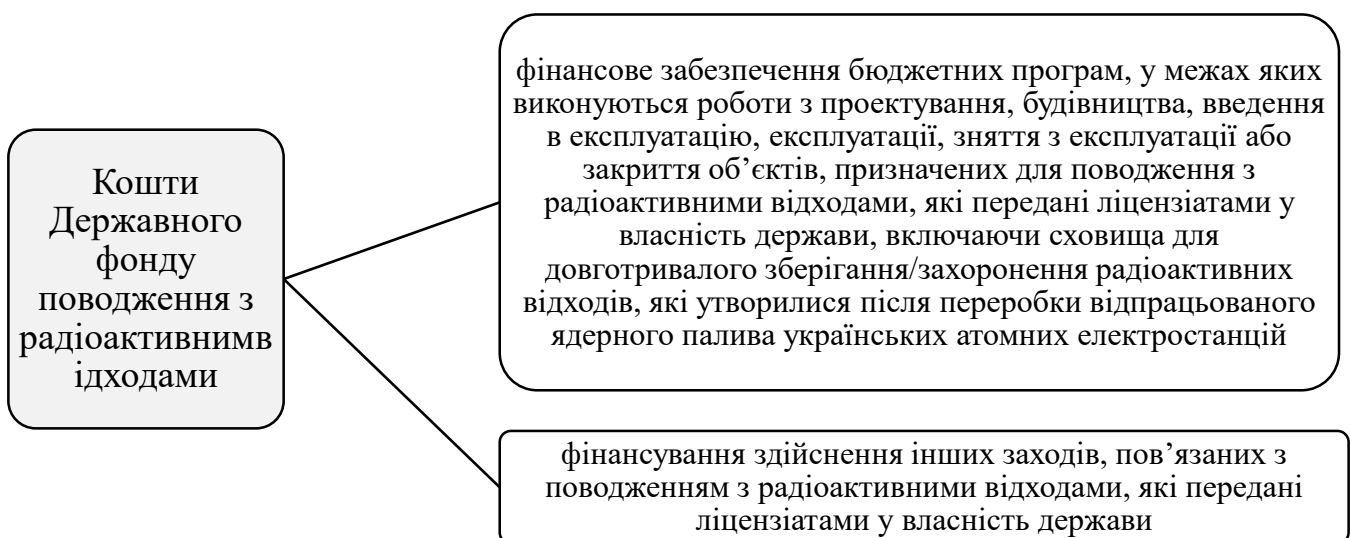 Кошти
Державного
фонду
поводження з
радіоактивнимв
ідходами
фінансове забезпечення бюджетних програм, у межах яких
виконуються роботи з проектування, будівництва, введення
в експлуатацію, експлуатації, зняття з експлуатації або
закриття об’єктів, призначених для поводження з
радіоактивними відходами, які передані ліцензіатами у
власність держави, включаючи сховища для
довготривалого зберігання/захоронення радіоактивних
відходів, які утворилися після переробки відпрацьованого
ядерного палива українських атомних електростанцій
фінансування здійснення інших заходів, пов’язаних з
поводженням з радіоактивними відходами, які передані
ліцензіатами у власність держави